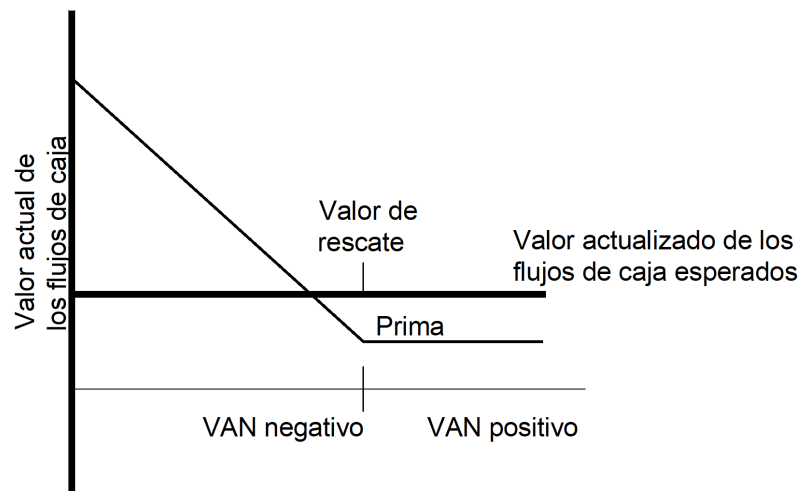 Valor actual de
los flujos de caja
Valor de
rescate
Valor actualizado de los
flujos de caja esperados
Prima
VAN negativo
VAN positivo